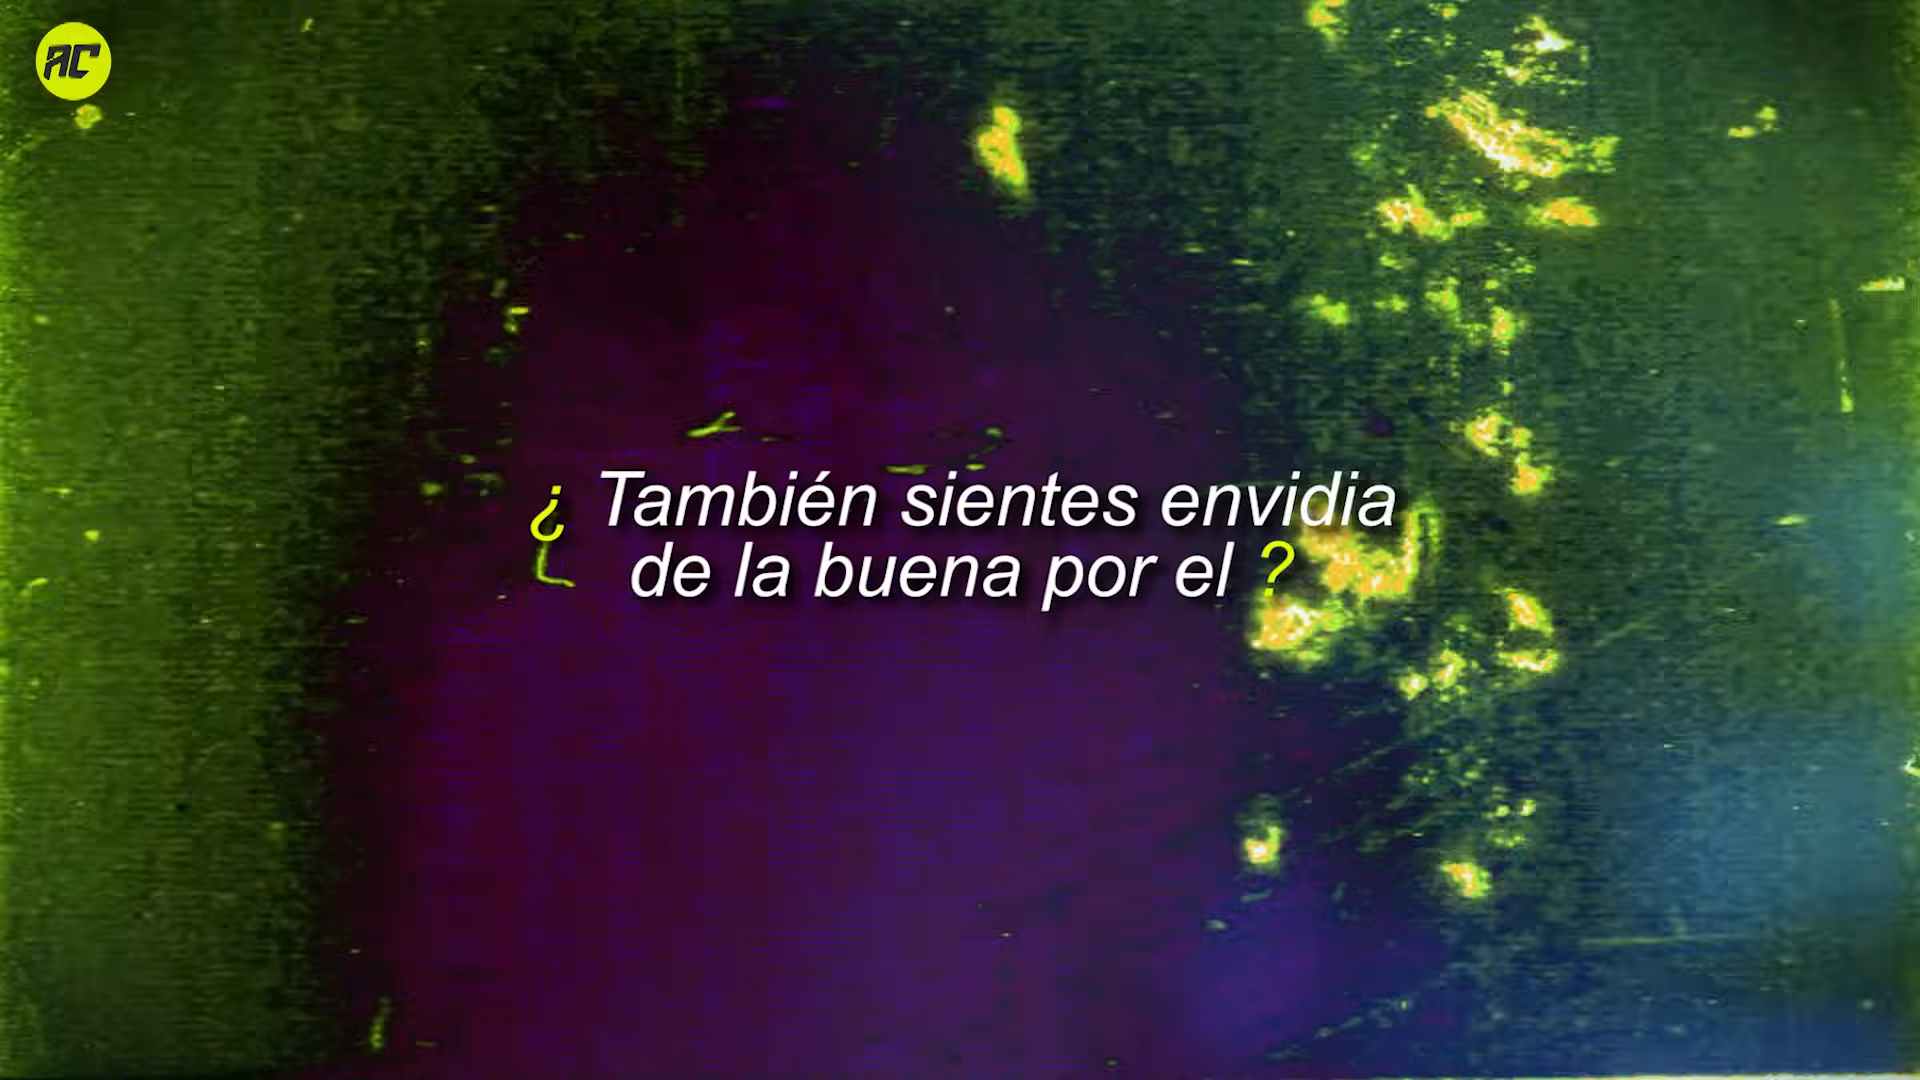 AC
¿ También sientes envidia
de la buena por el ?